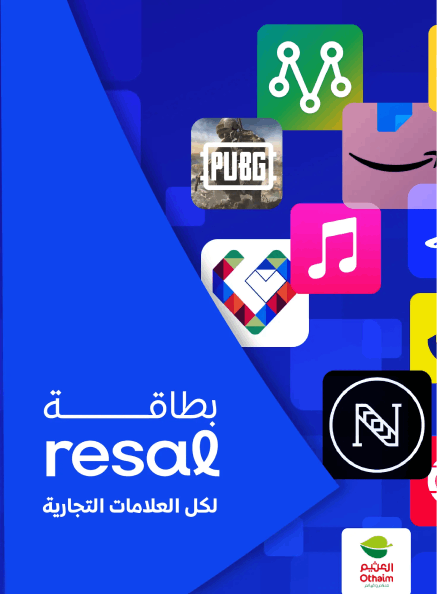 PUBG
بطاقة
resal
لكل العلامات التجارية
العثيم
Othaim